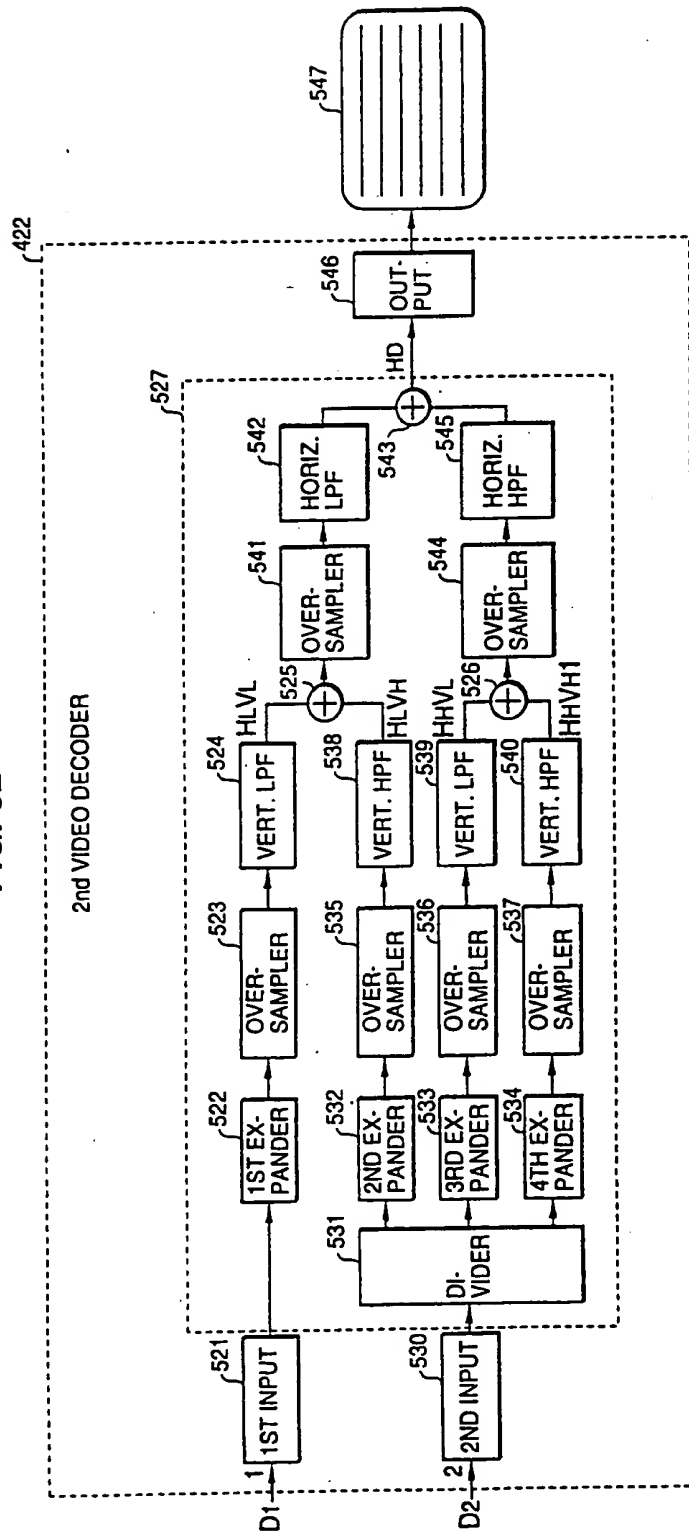 2nd VIDEO DECODER
422
527
D1
1
521
1ST INPUT
522
1ST EX-
PANDER
523
OVER-
SAMPLER
524
VERT. LPF
HLVL
525
541
OVER-
SAMPLER
542
HORIZ.
LPF
543
HD
546
OUT-
PUT
547
D2
2
530
2ND INPUT
531
DI-
VIDER
532
2ND EX-
PANDER
535
OVER-
SAMPLER
538
VERT. HPF
HLVH
533
3RD EX-
PANDER
536
OVER-
SAMPLER
539
VERT. LPF
HHVL
526
544
OVER-
SAMPLER
545
HORIZ.
HPF
534
4TH EX-
PANDER
537
OVER-
SAMPLER
540
VERT. HPF
HHVH1